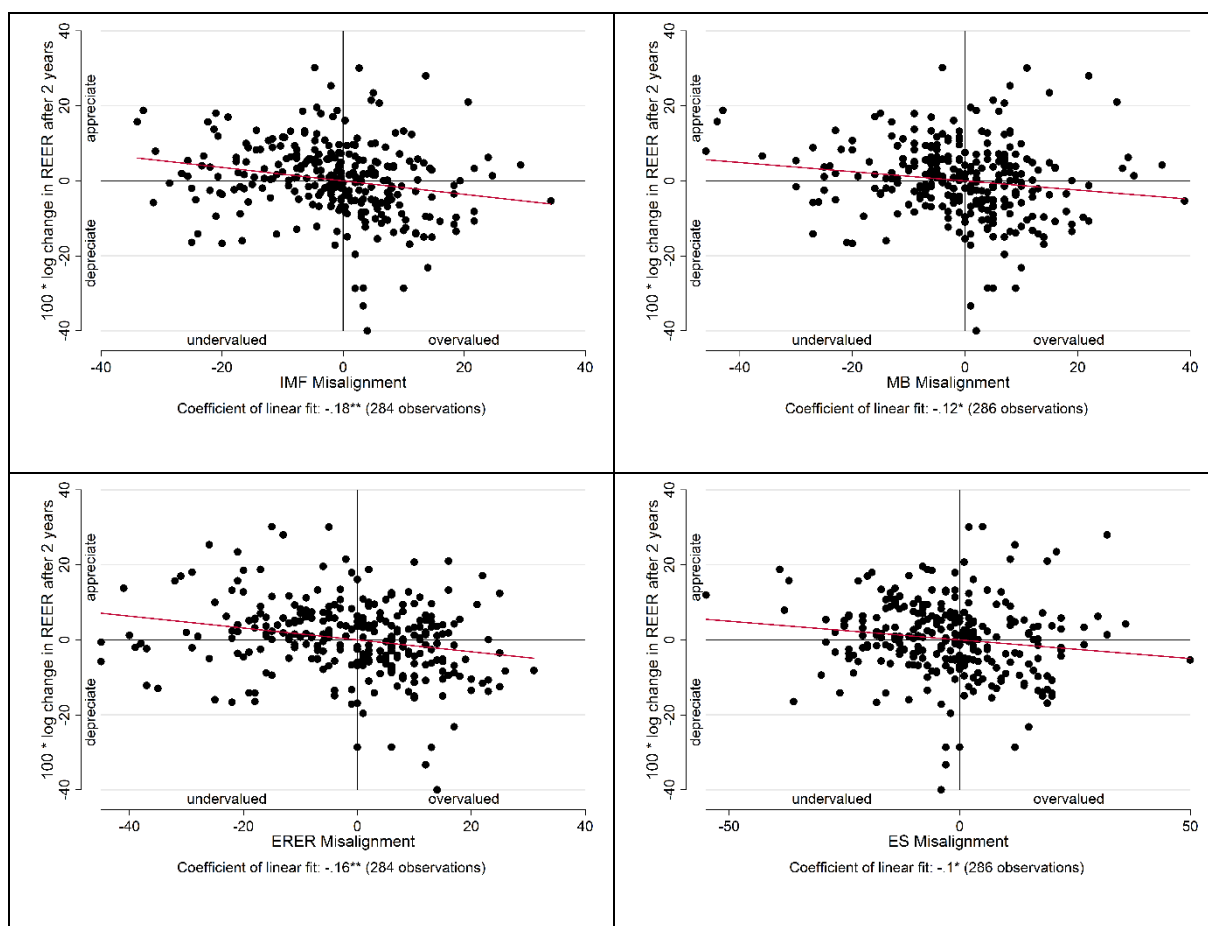 100 * log change in REER after 2 years
depreciate
appreciate
40
20
0
-20
-40
undervalued
overvalued
-40
-20
0
20
40
IMF Misalignment
Coefficient of linear fit: -.18** (284 observations)
100 * log change in REER after 2 years
depreciate
appreciate
40
20
0
-20
-40
undervalued
overvalued
-40
-20
0
20
40
MB Misalignment
Coefficient of linear fit: -.12* (286 observations)
100 * log change in REER after 2 years
depreciate
appreciate
40
20
0
-20
-40
undervalued
overvalued
-40
-20
0
20
40
ERER Misalignment
Coefficient of linear fit: -.16** (284 observations)
100 * log change in REER after 2 years
depreciate
appreciate
40
20
0
-20
-40
undervalued
overvalued
-50
0
50
ES Misalignment
Coefficient of linear fit: -.1* (286 observations)